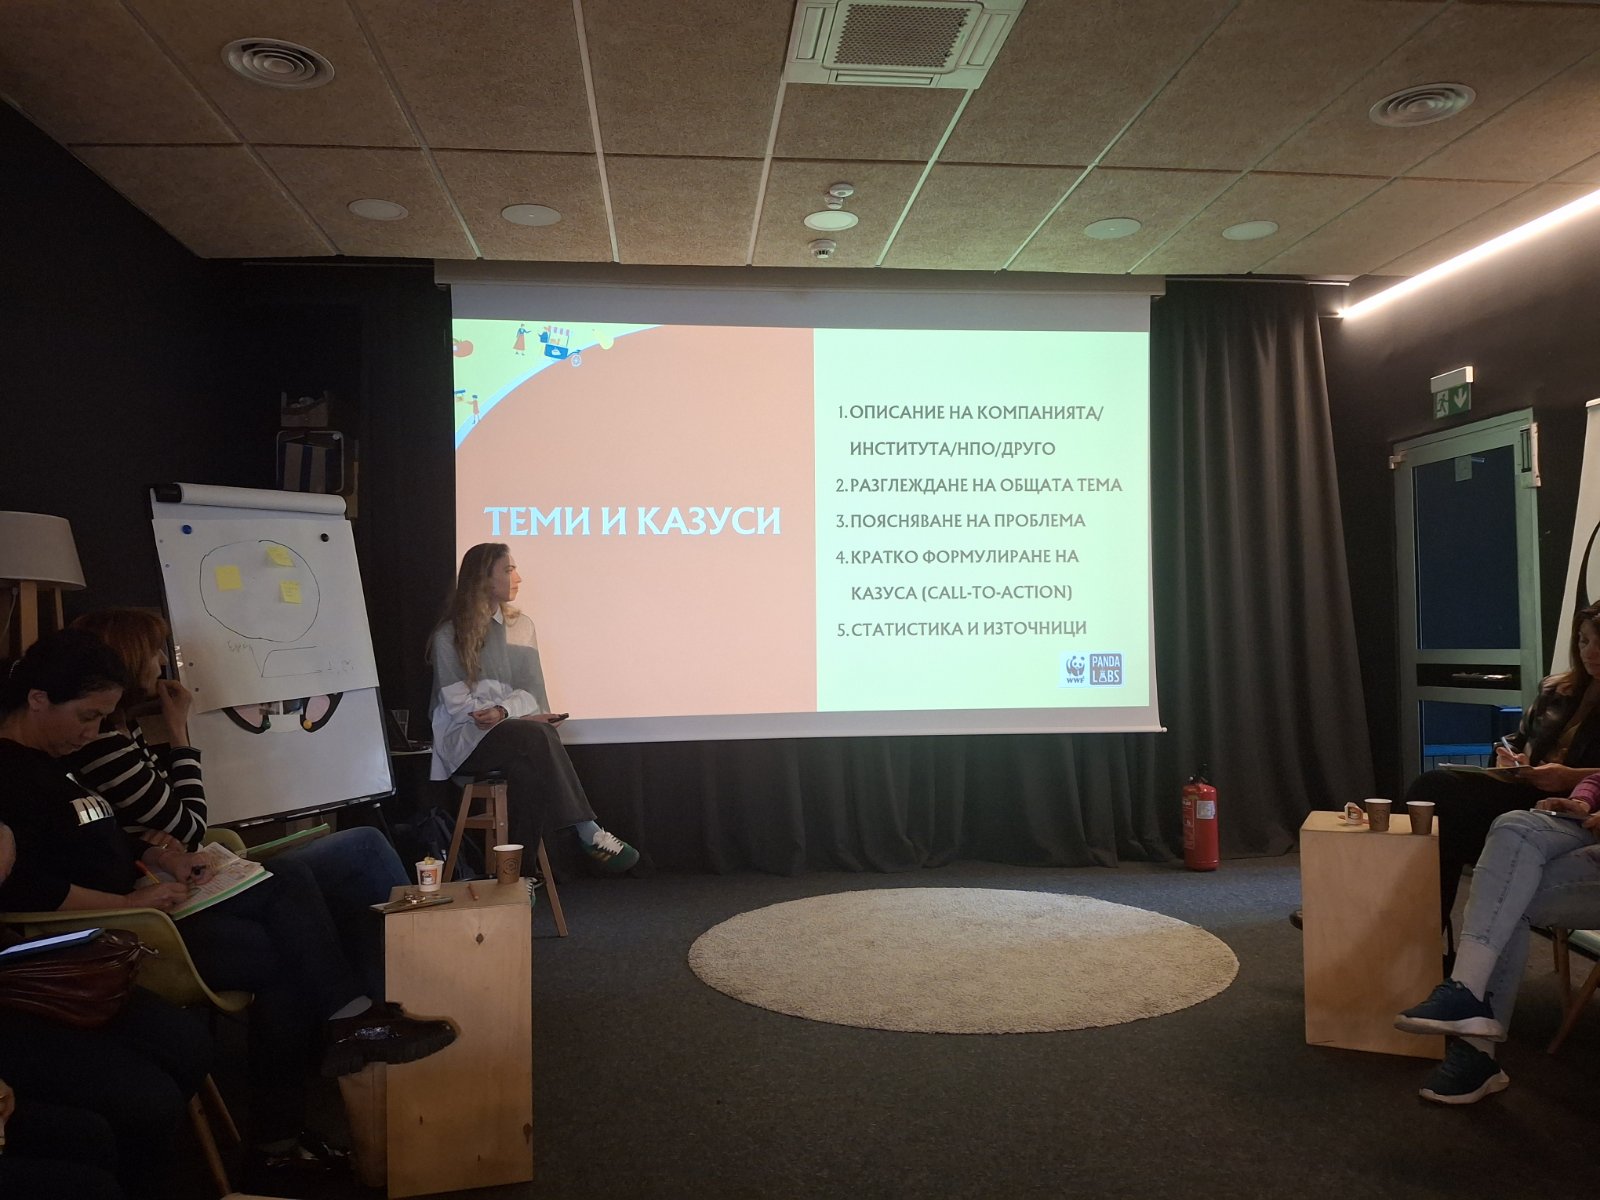 ТЕМИ И КАЗУСИ
1. ОПИСАНИЕ НА КОМПАНИЯТА/
ИНСТИТУТА/НПО/ДРУГО
2. РАЗГЛЕЖДАНЕ НА ОБЩАТА ТЕМА
3. ПОЯСНЯВАНЕ НА ПРОБЛЕМА
4. КРАТКО ФОРМУЛИРАНЕ НА
КАЗУСА (CALL-TO-ACTION)
5. СТАТИСТИКА И ИЗТОЧНИЦИ
WWF
PANDA
LABS